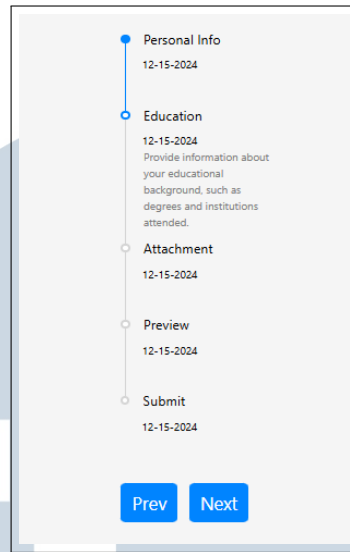 Personal Info
12-15-2024
Education
12-15-2024
Provide information about
your educational
background, such as
degrees and institutions
attended.
Attachment
12-15-2024
Preview
12-15-2024
Submit
12-15-2024
Prev Next